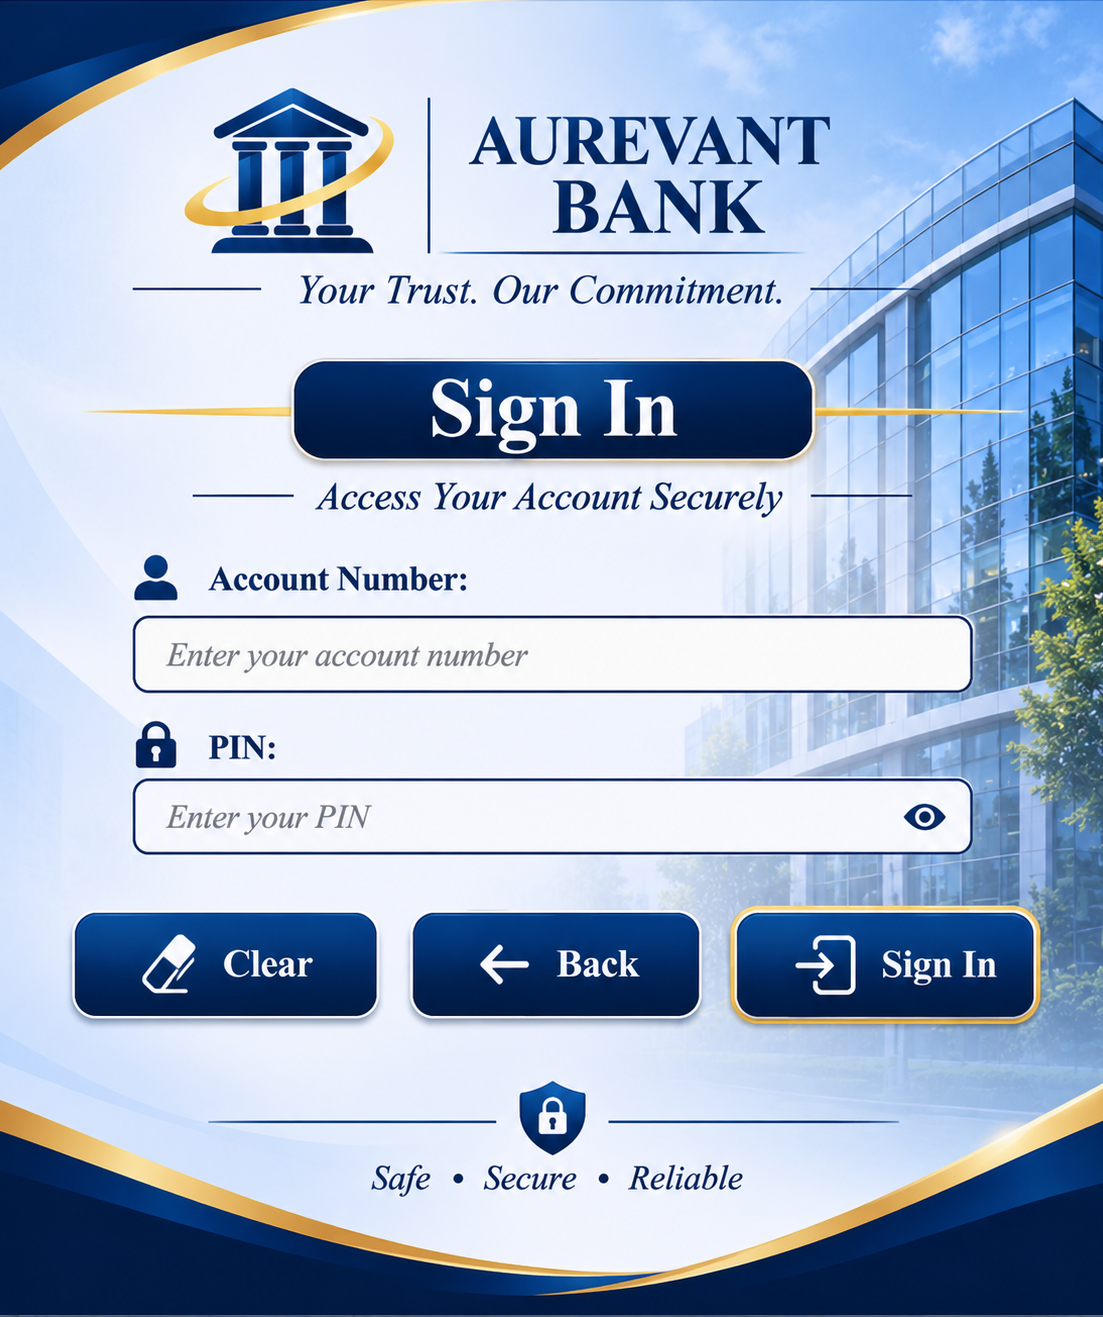 AUREVANT
BANK
Your Trust. Our Commitment.
Sign In
Access Your Account Securely
Account Number:
Enter your account number
PIN:
Enter your PIN
Clear
Back
Sign In
Safe • Secure • Reliable